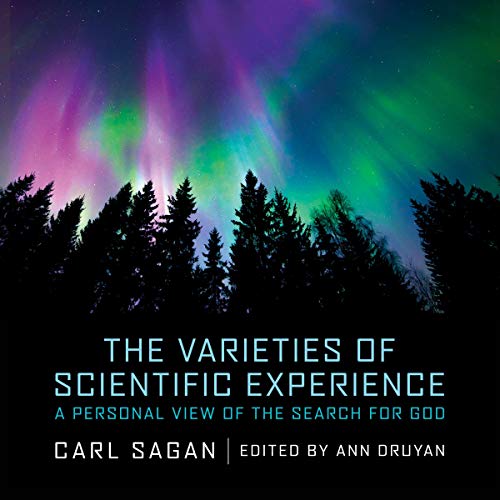 THE VARIETIES OF
SCIENTIFIC EXPERIENCE
A PERSONAL VIEW OF THE SEARCH FOR GOD
CARL SAGAN | EDITED BY ANN DRUYAN